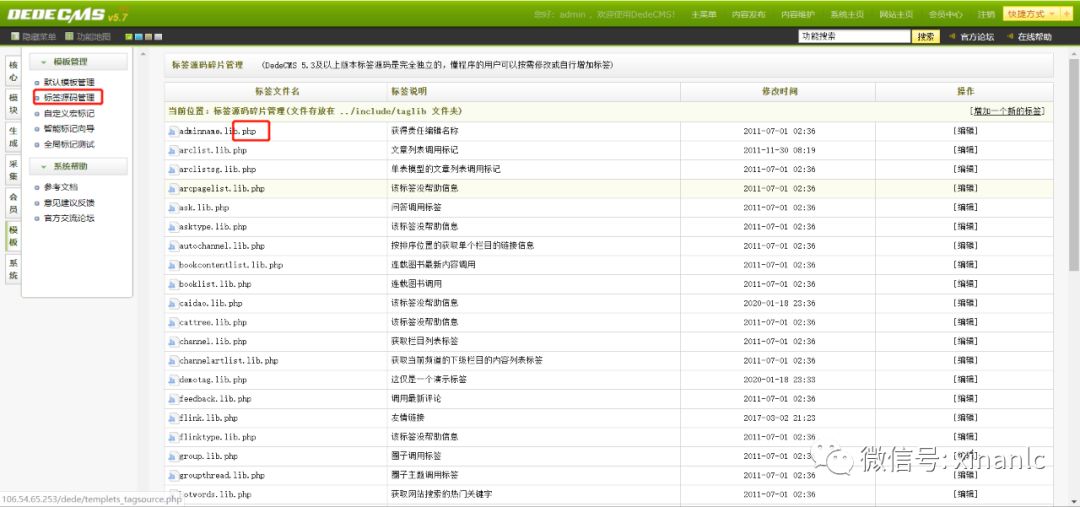 DEDECMS v5.7
您好: admin , 欢迎使用DedeCMS! 主菜单 内容发布 内容维护 系统主页 网站主页 会员中心 注销 快捷方式
隐藏菜单 功能地图 功能搜索 搜索 官方论坛 在线帮助
核心
模块
生成
采集
会员
模板
系统
模板管理
默认模板管理
标签源码管理
自定义宏标记
智能标记向导
全局标记测试
系统帮助
参考文档
意见建议反馈
官方交流论坛
标签源码碎片管理 (DedeCMS 5.3及以上版本标签源码是完全独立的, 懂程序的用户可以按需修改或自行增加标签)
标签文件名 标签说明 修改时间 操作
当前位置: 标签源码碎片管理(文件存放在 ../include/taglib 文件夹) [增加一个新的标签]
adminname.lib.php 获得责任编辑名称 2011-07-01 02:36 [编辑]
arclist.lib.php 文章列表调用标记 2011-11-30 08:19 [编辑]
arclistsg.lib.php 单表模型的文章列表调用标记 2011-07-01 02:36 [编辑]
arcpagelist.lib.php 该标签没帮助信息 2011-07-01 02:36 [编辑]
ask.lib.php 问答调用标签 2011-07-01 02:36 [编辑]
asktype.lib.php 该标签没帮助信息 2011-07-01 02:36 [编辑]
autochannel.lib.php 按排序位置的获取单个栏目的链接信息 2011-07-01 02:36 [编辑]
bookcontentlist.lib.php 连载图书最新内容调用 2011-07-01 02:36 [编辑]
booklist.lib.php 连载图书调用 2011-07-01 02:36 [编辑]
caidao.lib.php 该标签没帮助信息 2020-01-18 23:36 [编辑]
cattree.lib.php 该标签没帮助信息 2011-07-01 02:36 [编辑]
channel.lib.php 获取栏目列表标签 2011-07-01 02:36 [编辑]
channelartlist.lib.php 获取当前频道的下级栏目的内容列表标签 2011-07-01 02:36 [编辑]
demotag.lib.php 这仅是一个演示标签 2020-01-18 23:33 [编辑]
feedback.lib.php 调用最新评论 2011-07-01 02:36 [编辑]
flink.lib.php 友情链接 2017-03-02 21:23 [编辑]
flinktype.lib.php 该标签没帮助信息 2011-07-01 02:36 [编辑]
group.lib.php 圈子调用标签 2011-07-01 02:36 [编辑]
groupthread.lib.php 圈子主题调用标签 2011-07-01 02:36 [编辑]
hotwords.lib.php 获取网站搜索的热门关键字 2011-07-01 02:36 [编辑]
微信号: xinanlc
106.54.65.253/dede/templets_tagsource.php